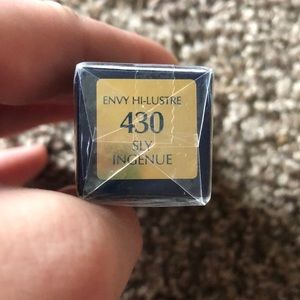 ENVY HI-LUSTRE
430
SLY
INGENUE